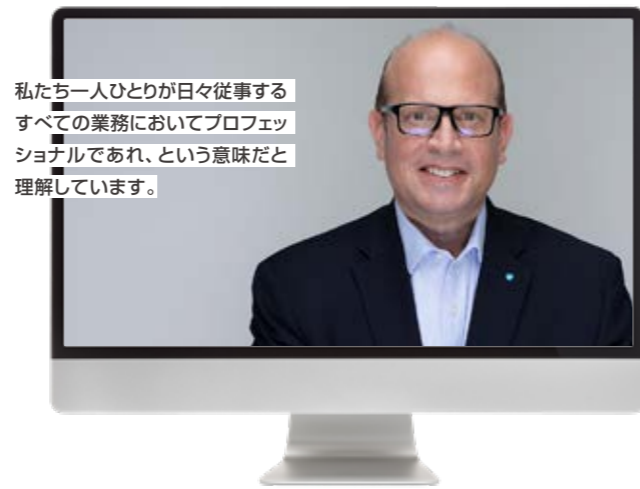 私たち一人ひとりが日々従事する
すべての業務においてプロフェッ
ショナルであれ、という意味だと
理解しています。